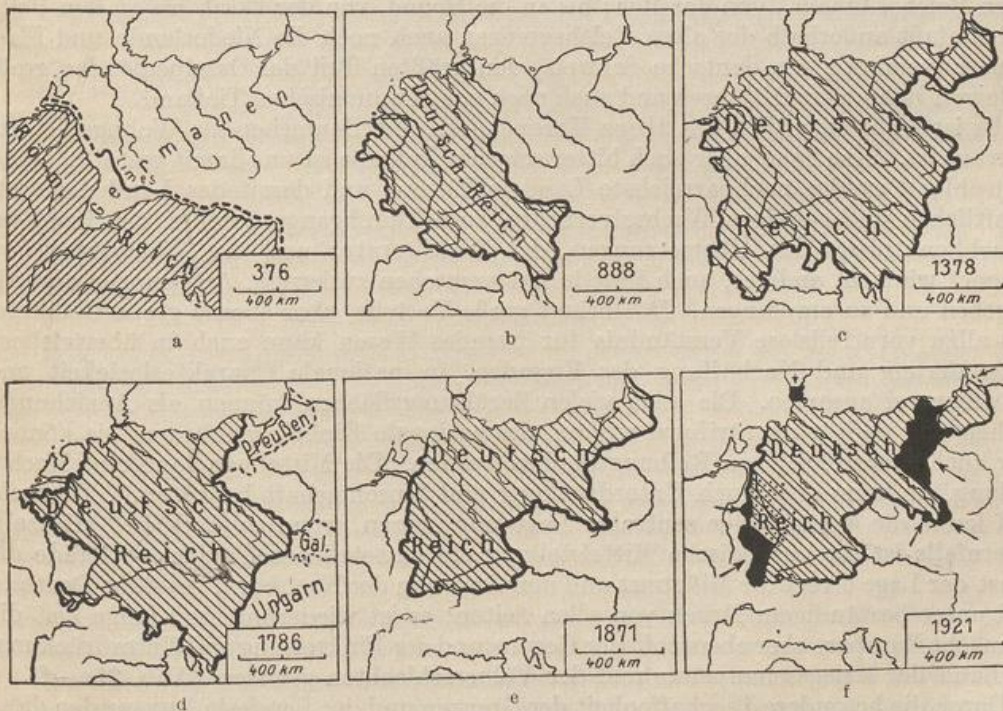 Römisches
Reich
Limes
Germanen
376
400 km
a
Deutsch-Reich
888
400 km
b
Deutsch
Reich
1378
400 km
c
Deutsch
Reich
Preußen
Gal.
Ungarn
1786
400 km
d
Deutsch
Reich
1871
400 km
e
Deutsch
Reich
1921
400 km
f